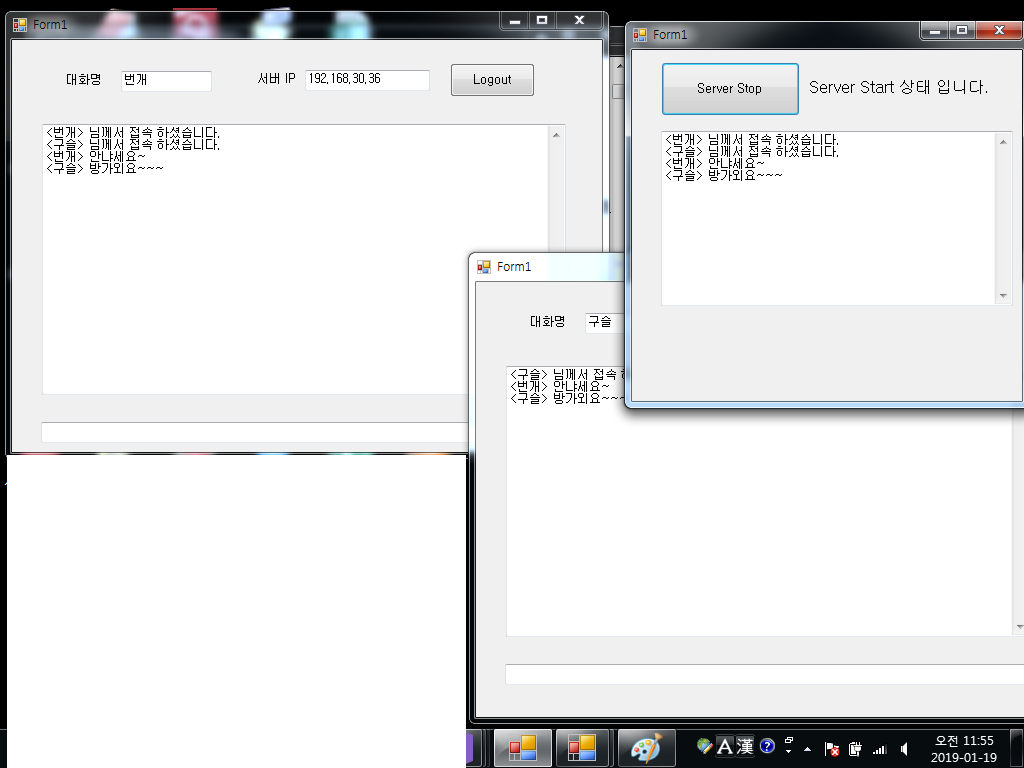 Form1
대화명 번개 서버 IP 192,168,30,36 Logout
<번개> 님께서 접속 하셨습니다.
<구슬> 님께서 접속 하셨습니다.
<번개> 안냐세요~
<구슬> 방가외요~~~
Form1
Server Stop Server Start 상태 입니다.
<번개> 님께서 접속 하셨습니다.
<구슬> 님께서 접속 하셨습니다.
<번개> 안냐세요~
<구슬> 방가외요~~~
Form1
대화명 구슬
<구슬> 님께서 접속
<번개> 안냐세요~
<구슬> 방가외요~~~
A 漢 ?
오전 11:55
2019-01-19